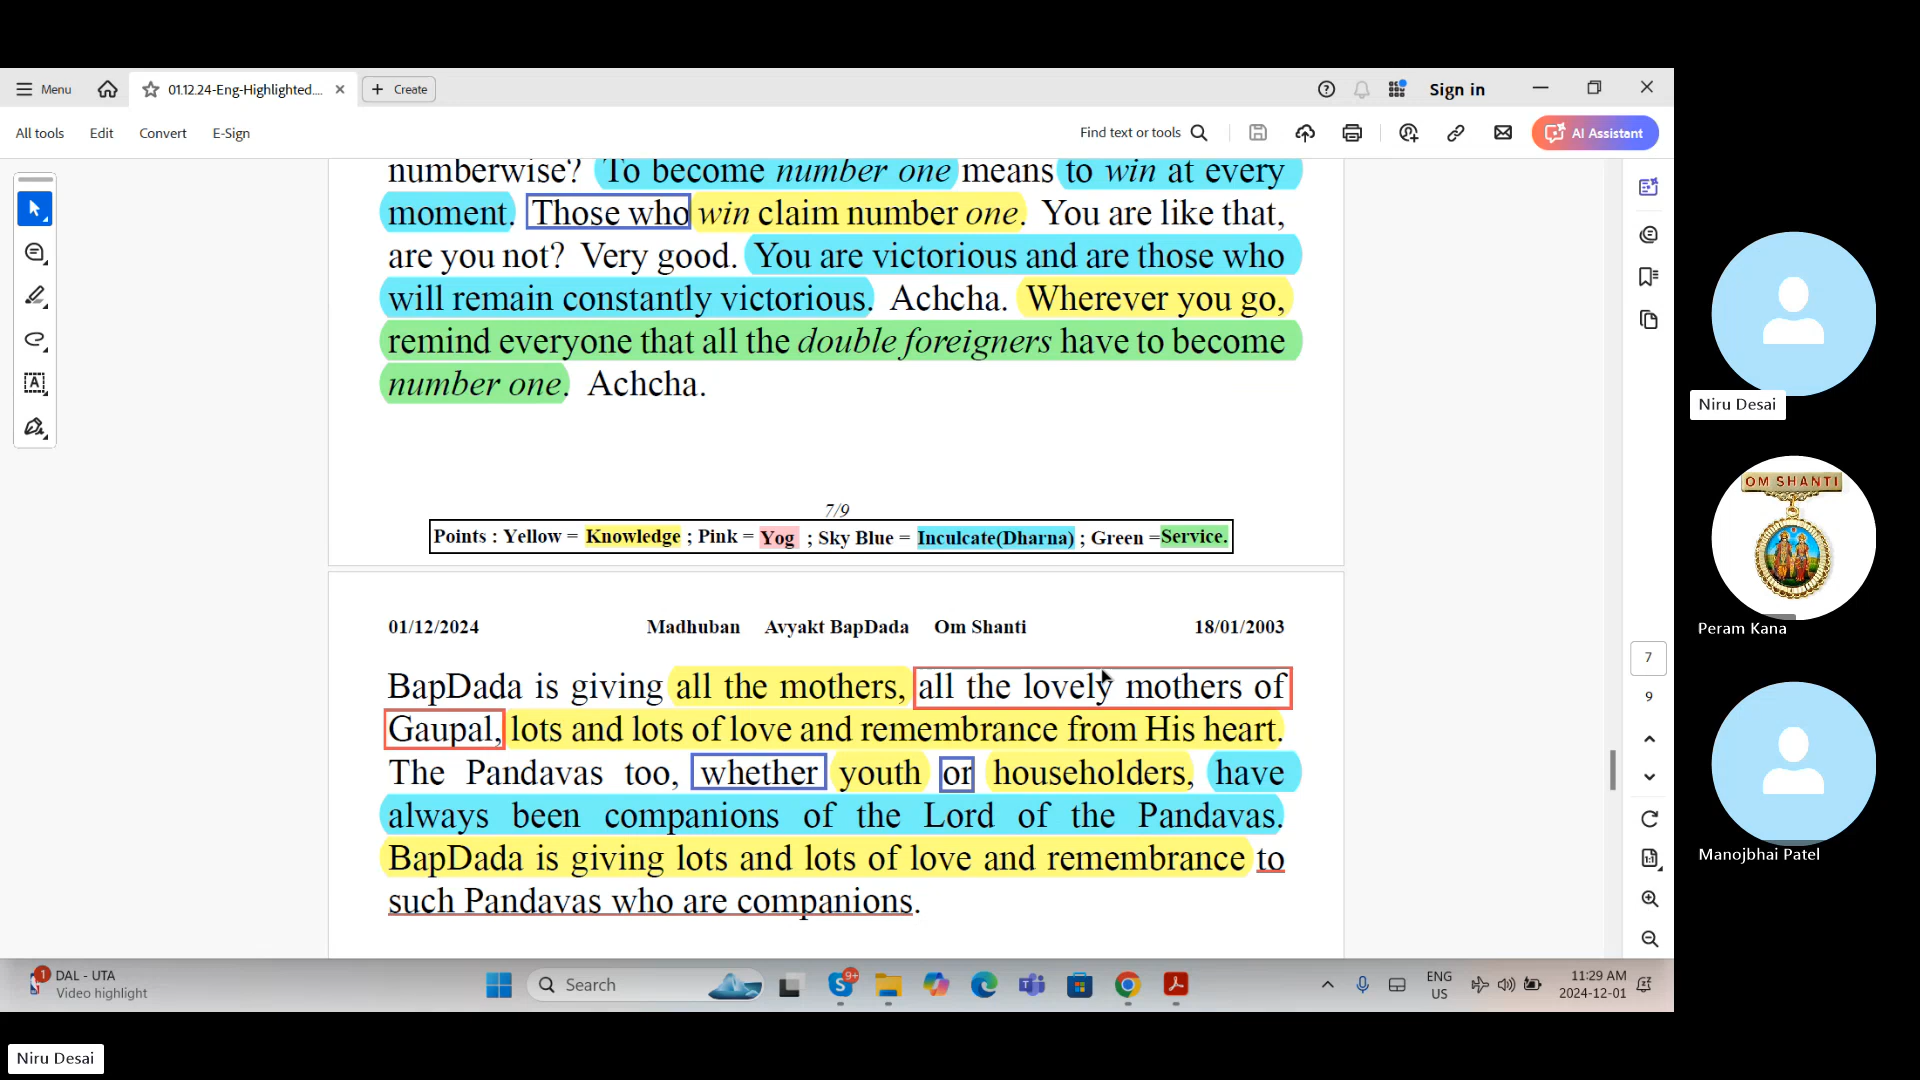 Menu
01.12.24-Eng-Highlighted....
Create
Sign in
All tools
Edit
Convert
E-Sign
Find text or tools
AI Assistant
numberwise? To become number one means to win at every
moment. Those who win claim number one. You are like that,
are you not? Very good. You are victorious and are those who
will remain constantly victorious. Achcha. Wherever you go,
remind everyone that all the double foreigners have to become
number one. Achcha.
7/9
Points : Yellow = Knowledge ; Pink = Yog ; Sky Blue = Inculcate(Dharna) ; Green =Service.
01/12/2024 Madhuban Avyakt BapDada Om Shanti 18/01/2003
BapDada is giving all the mothers, all the lovely mothers of
Gaupal, lots and lots of love and remembrance from His heart.
The Pandavas too, whether youth or householders, have
always been companions of the Lord of the Pandavas.
BapDada is giving lots and lots of love and remembrance to
such Pandavas who are companions.
7
9
1:1
Niru Desai
OM SHANTI
Peram Kana
Manojbhai Patel
1
DAL - UTA
Video highlight
Search
9+
ENG
US
11:29 AM
2024-12-01
Niru Desai